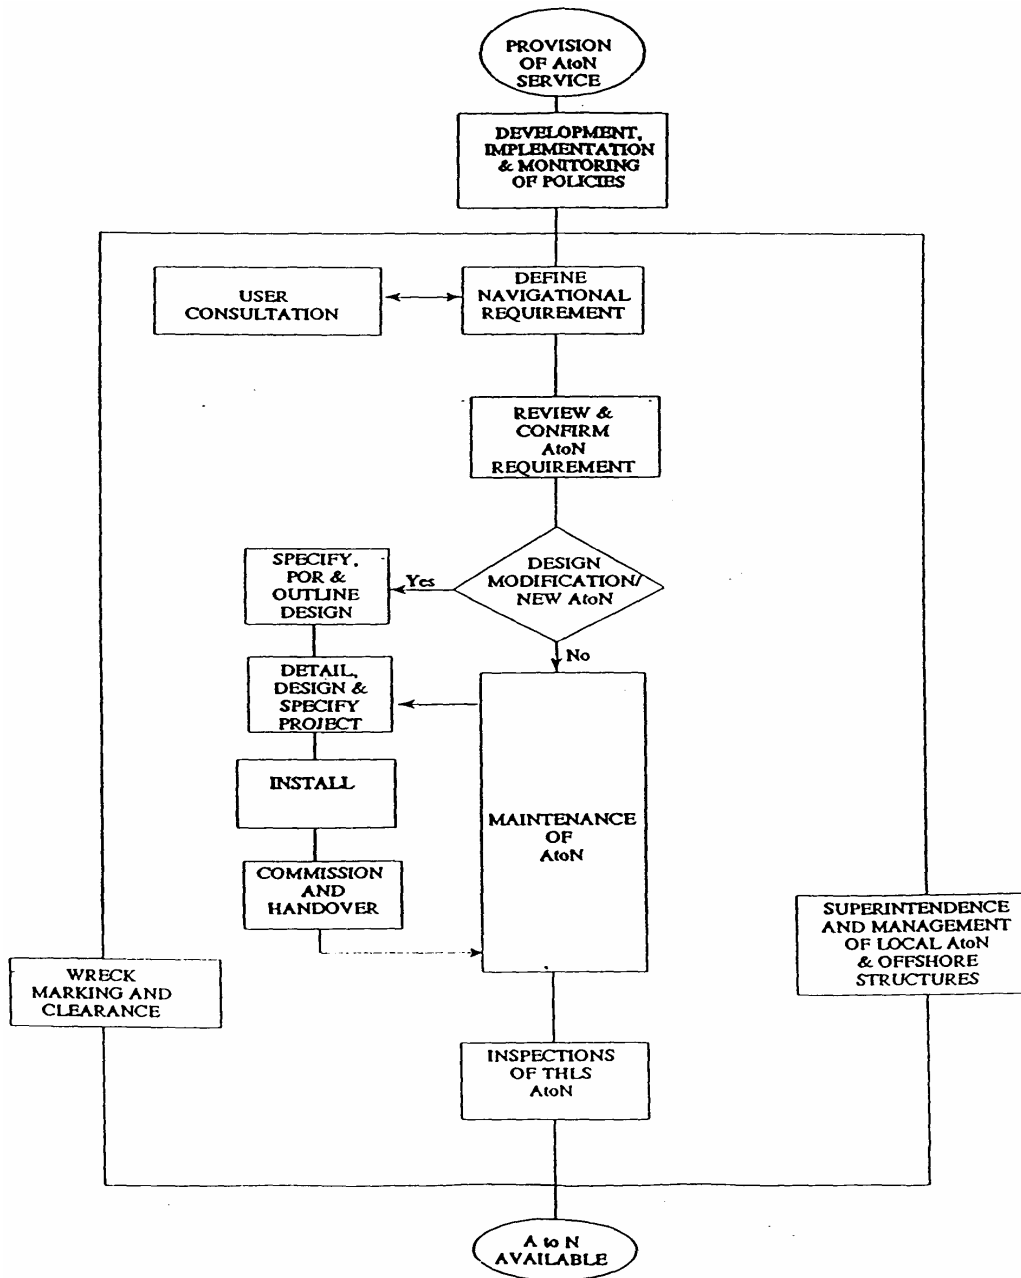 PROVISION
OF AtoN
SERVICE
DEVELOPMENT,
IMPLEMENTATION
& MONITORING
OF POLICIES
USER
CONSULTATION
DEFINE
NAVIGATIONAL
REQUIREMENT
REVIEW &
CONFIRM
AtoN
REQUIREMENT
DESIGN
MODIFICATION/
NEW AtoN
Yes
No
SPECIFY,
POR &
OUTLINE
DESIGN
DETAIL,
DESIGN &
SPECIFY
PROJECT
INSTALL
COMMISSION
AND
HANDOVER
MAINTENANCE
OF
AtoN
SUPERINTENDENCE
AND MANAGEMENT
OF LOCAL AtoN
& OFFSHORE
STRUCTURES
WRECK
MARKING AND
CLEARANCE
INSPECTIONS
OF THLS
AtoN
A to N
AVAILABLE